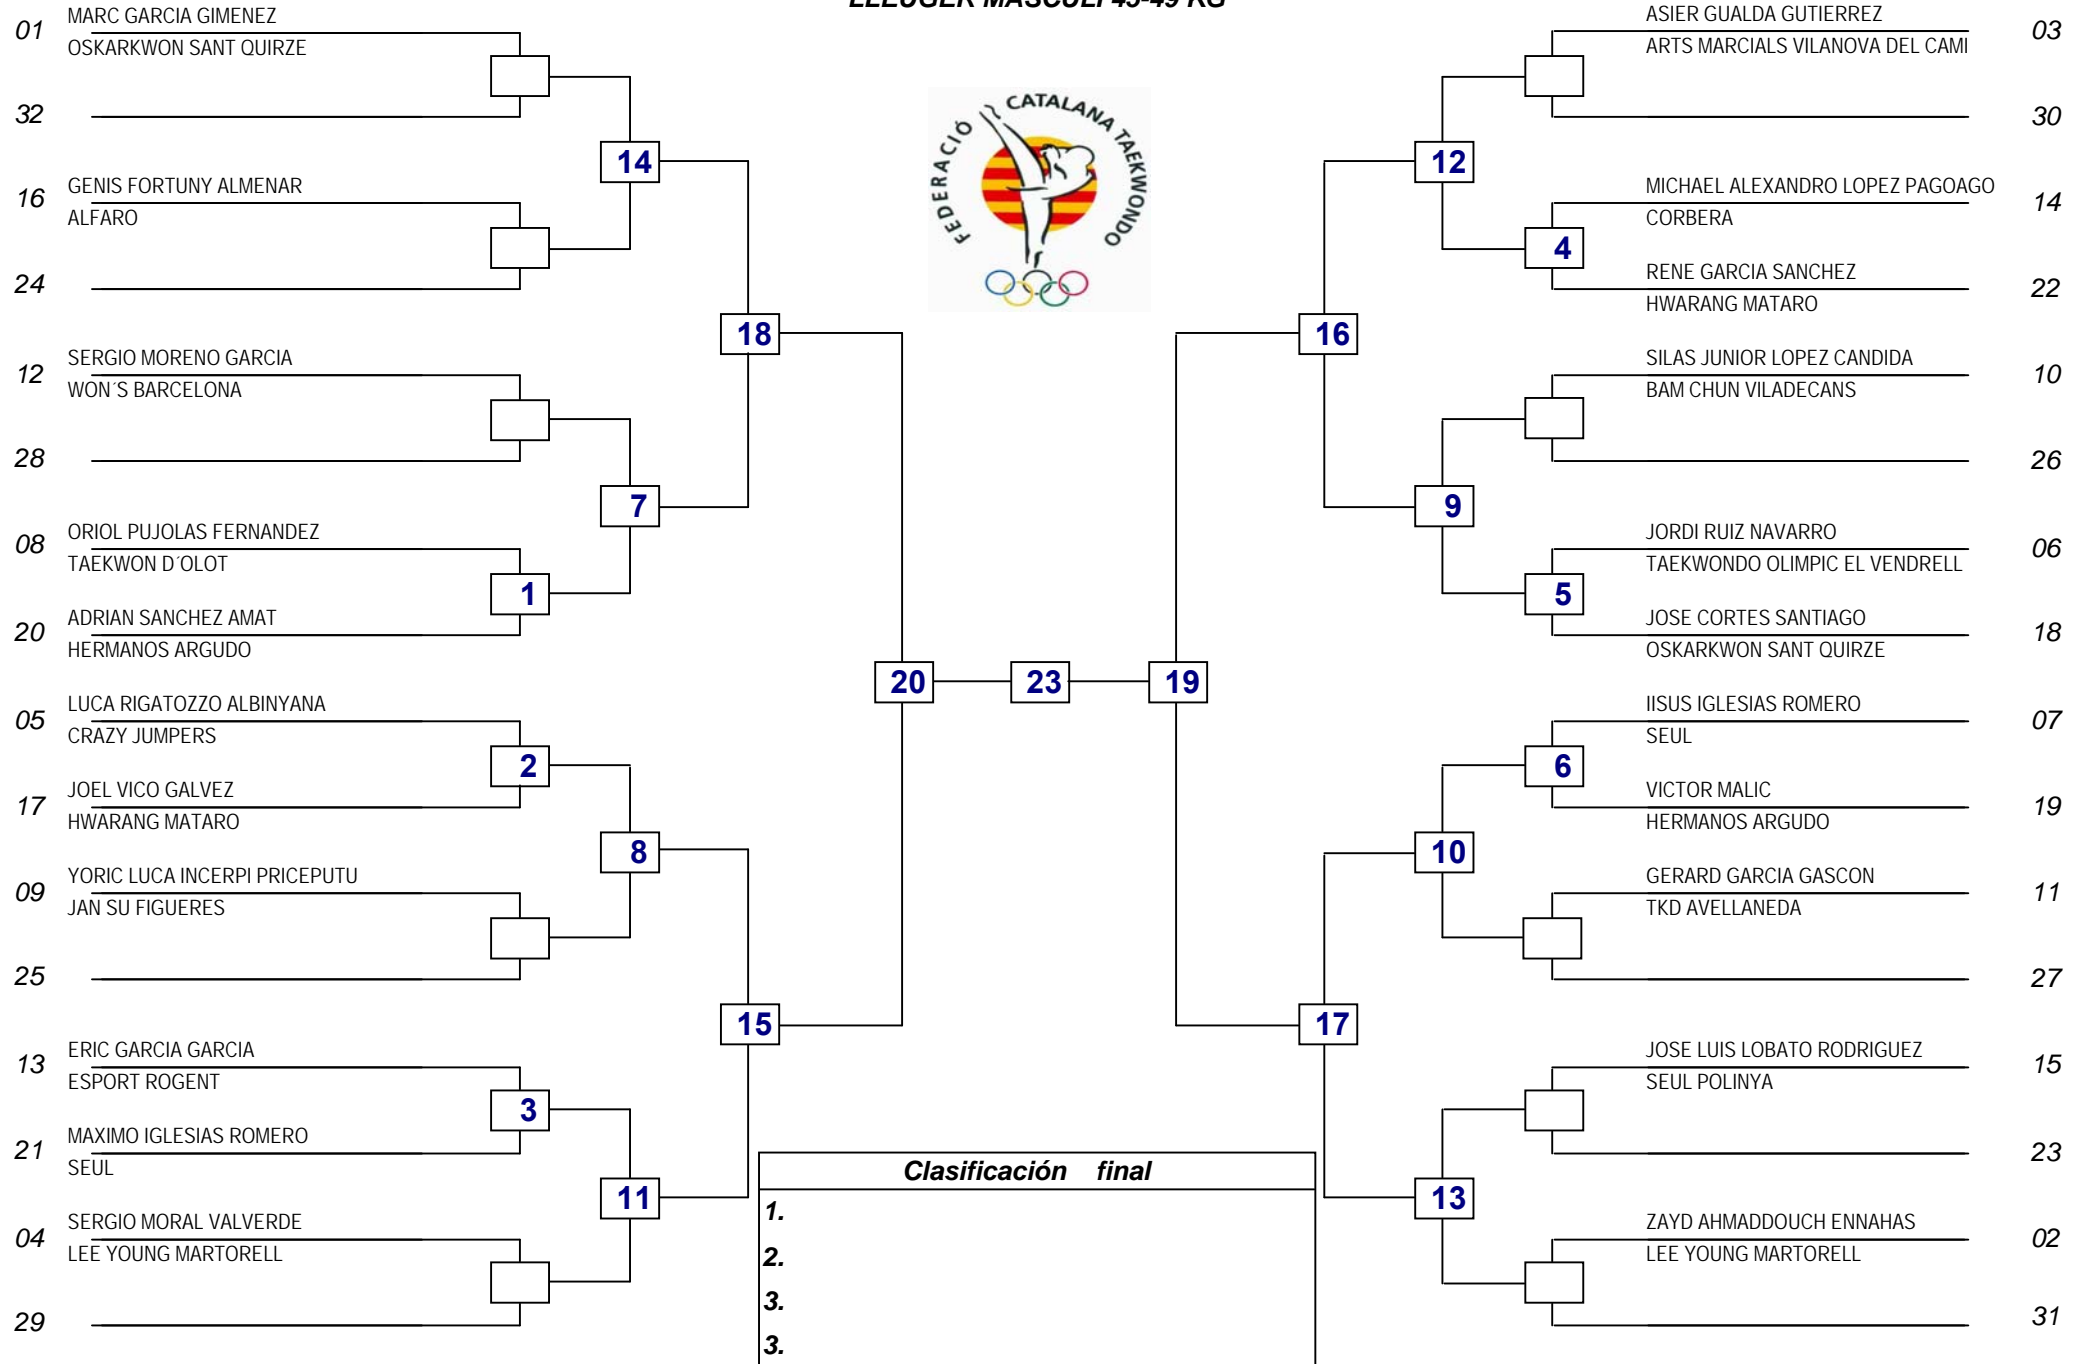 LLEUGER MASCULI 45-49 KG
01
MARC GARCIA GIMENEZ
OSKARKWON SANT QUIRZE
32
16
GENIS FORTUNY ALMENAR
ALFARO
24
12
SERGIO MORENO GARCIA
WON´S BARCELONA
28
08
ORIOL PUJOLAS FERNANDEZ
TAEKWON D´OLOT
20
ADRIAN SANCHEZ AMAT
HERMANOS ARGUDO
05
LUCA RIGATOZZO ALBINYANA
CRAZY JUMPERS
17
JOEL VICO GALVEZ
HWARANG MATARO
09
YORIC LUCA INCERPI PRICEPUTU
JAN SU FIGUERES
25
13
ERIC GARCIA GARCIA
ESPORT ROGENT
21
MAXIMO IGLESIAS ROMERO
SEUL
04
SERGIO MORAL VALVERDE
LEE YOUNG MARTORELL
29
1
2
3
14
7
8
11
18
15
20
23
19
FEDERACIÓ CATALANA TAEKWONDO
16
17
12
9
10
13
4
5
6
ASIER GUALDA GUTIERREZ
03
ARTS MARCIALS VILANOVA DEL CAMI
30
MICHAEL ALEXANDRO LOPEZ PAGOAGO
14
CORBERA
RENE GARCIA SANCHEZ
22
HWARANG MATARO
SILAS JUNIOR LOPEZ CANDIDA
10
BAM CHUN VILADECANS
26
JORDI RUIZ NAVARRO
06
TAEKWONDO OLIMPIC EL VENDRELL
JOSE CORTES SANTIAGO
18
OSKARKWON SANT QUIRZE
IISUS IGLESIAS ROMERO
07
SEUL
VICTOR MALIC
19
HERMANOS ARGUDO
GERARD GARCIA GASCON
11
TKD AVELLANEDA
27
JOSE LUIS LOBATO RODRIGUEZ
15
SEUL POLINYA
23
ZAYD AHMADDOUCH ENNAHAS
02
LEE YOUNG MARTORELL
31
Clasificación final
1.
2.
3.
3.